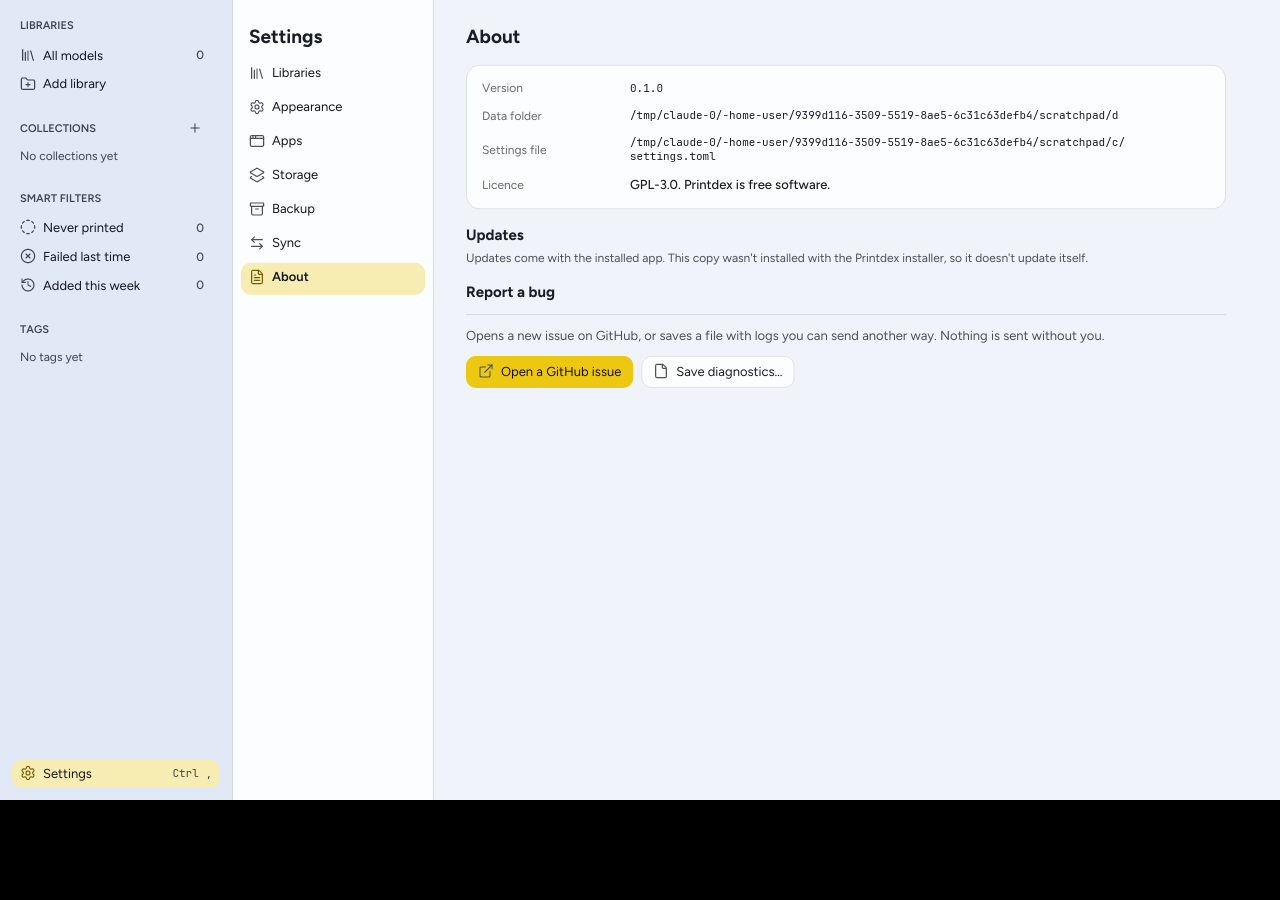 LIBRARIES
All models 0
Add library
COLLECTIONS
No collections yet
SMART FILTERS
Never printed 0
Failed last time 0
Added this week 0
TAGS
No tags yet
Settings Ctrl ,
Settings
Libraries
Appearance
Apps
Storage
Backup
Sync
About
About
Version 0.1.0
Data folder /tmp/claude-0/-home-user/9399d116-3509-5519-8ae5-6c31c63defb4/scratchpad/d
Settings file /tmp/claude-0/-home-user/9399d116-3509-5519-8ae5-6c31c63defb4/scratchpad/c/
settings.toml
Licence GPL-3.0. Printdex is free software.
Updates
Updates come with the installed app. This copy wasn't installed with the Printdex installer, so it doesn't update itself.
Report a bug
Opens a new issue on GitHub, or saves a file with logs you can send another way. Nothing is sent without you.
Open a GitHub issue
Save diagnostics…